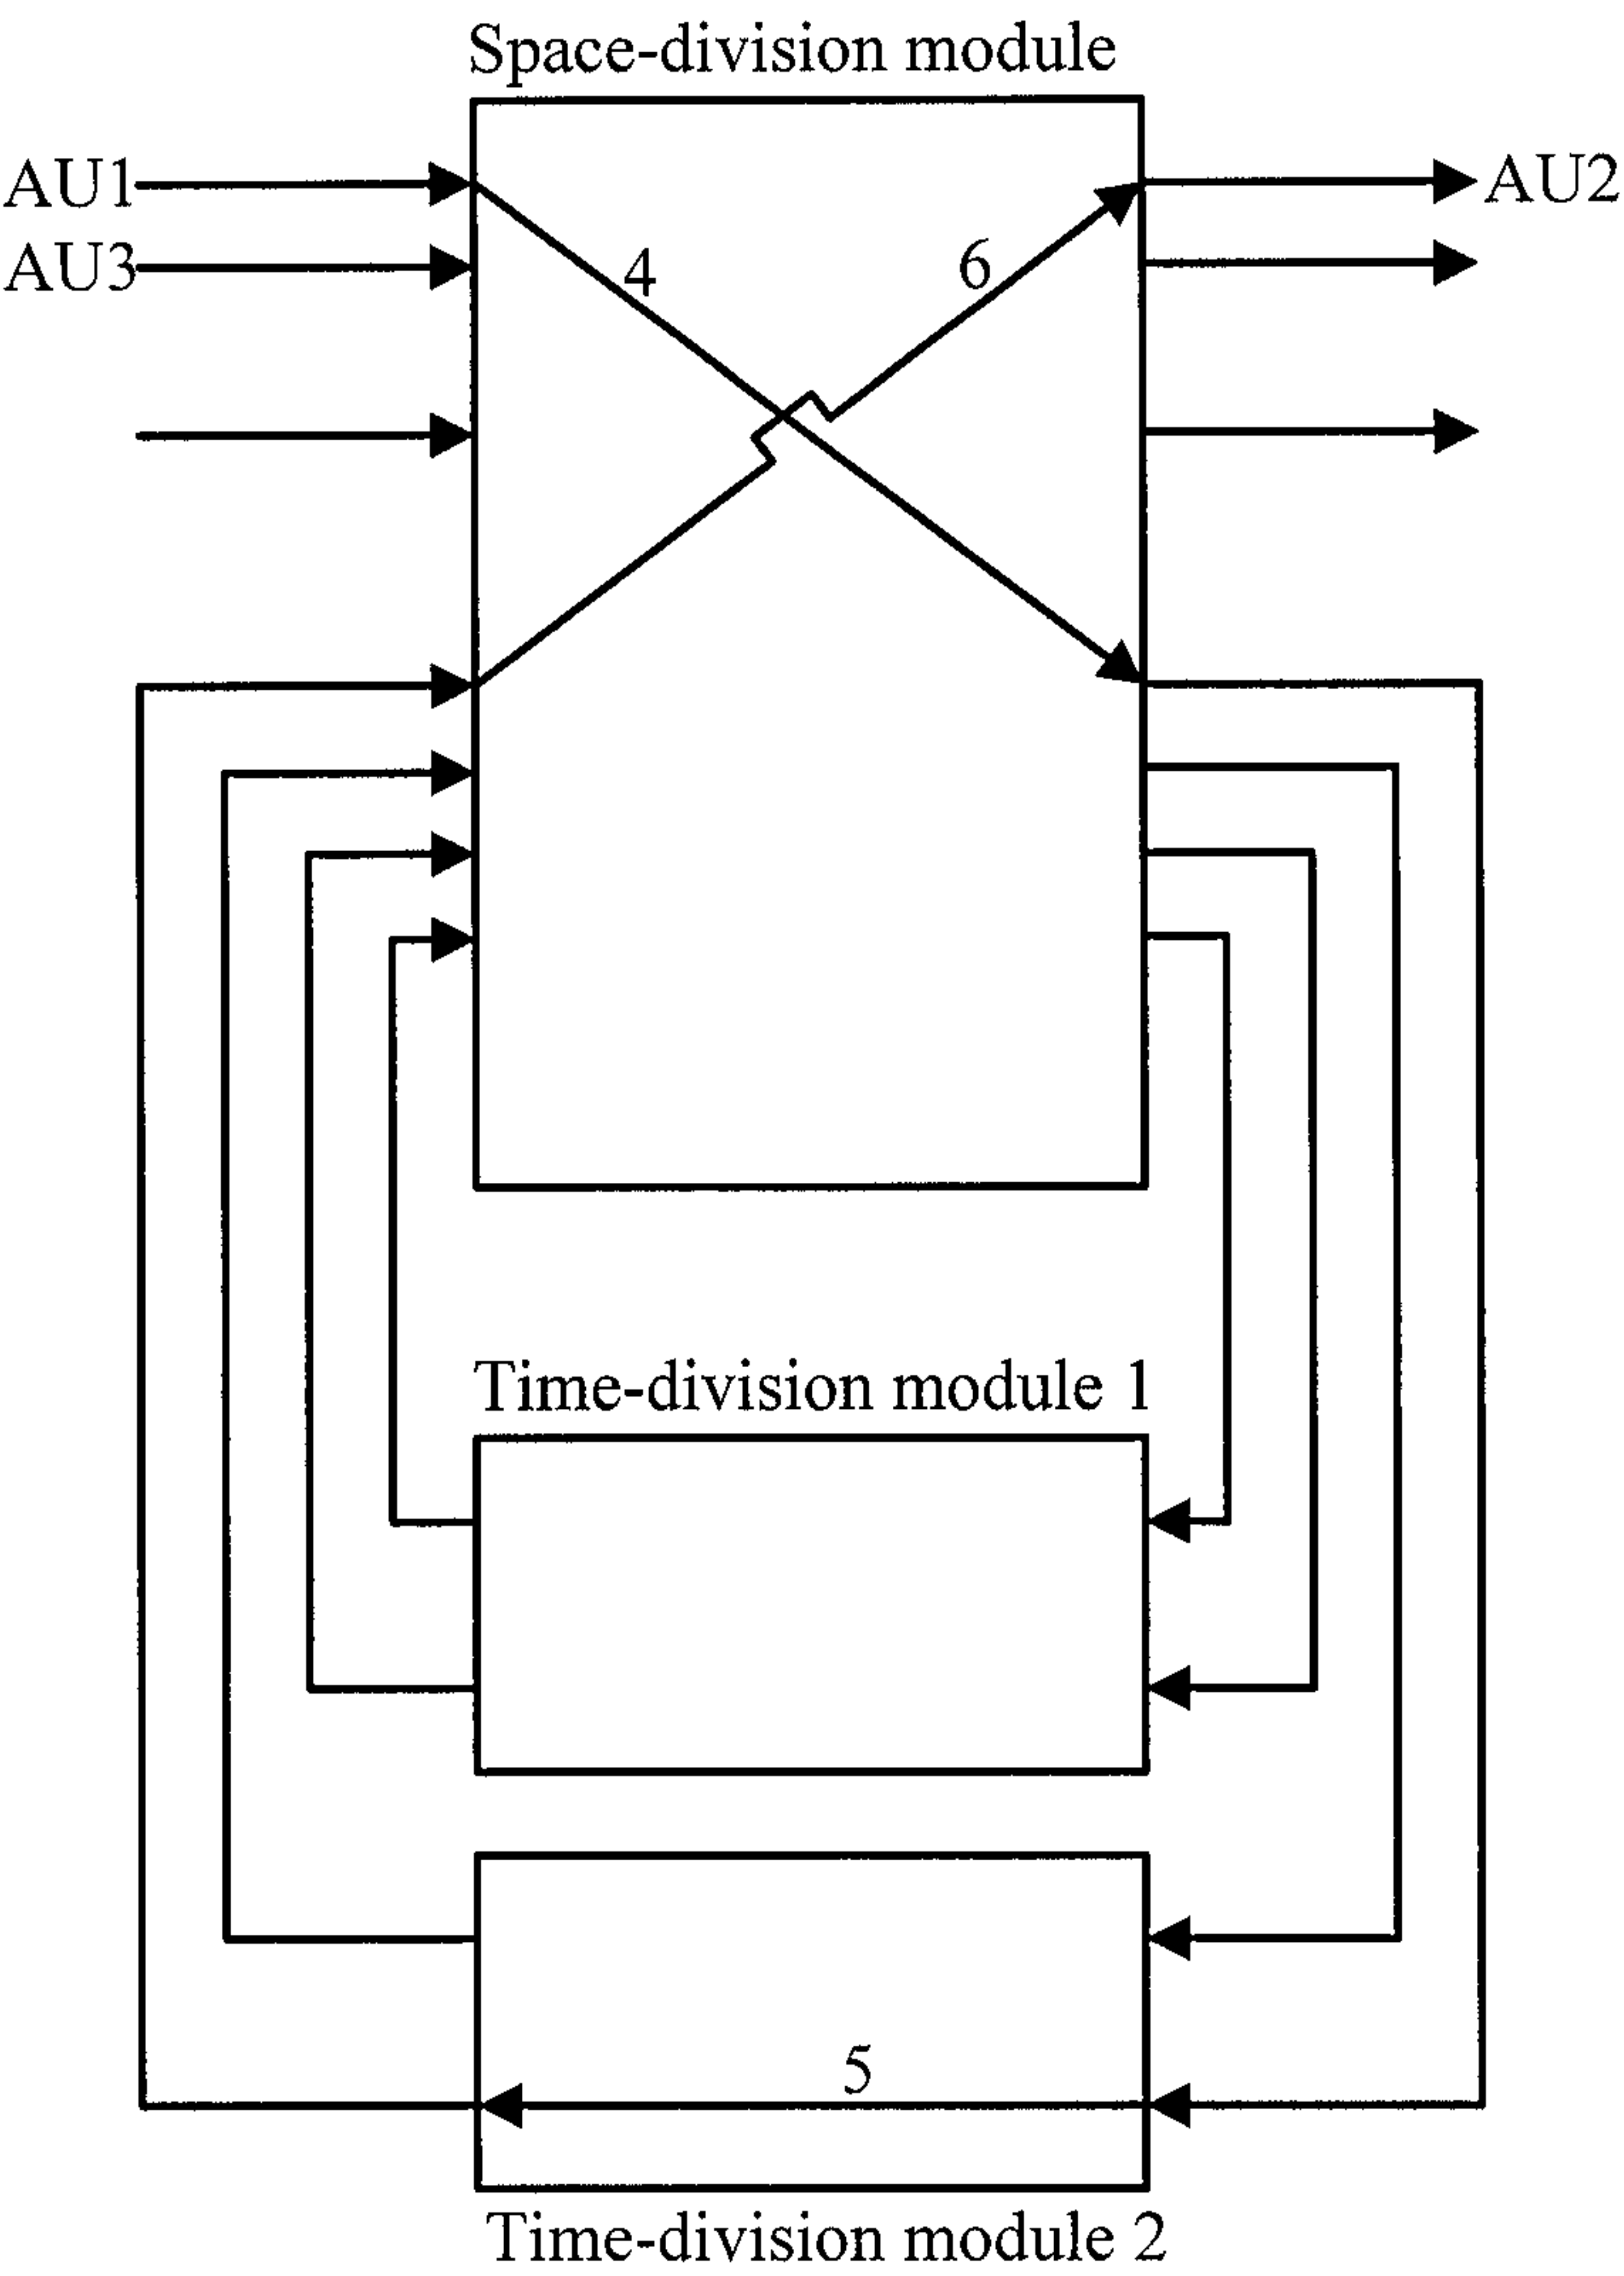 Space-division module
AU1
AU2
AU3
4
6
Time-division module 1
5
Time-division module 2